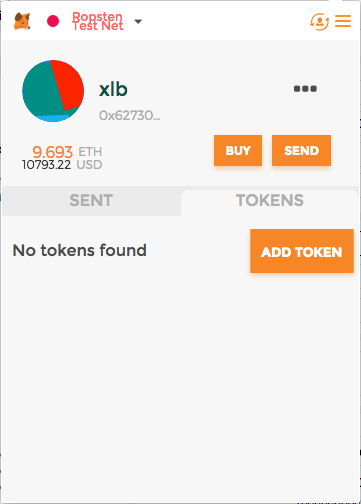 Ropsten
Test Net
xlb
0x62730...
9.693 ETH
10793.22 USD
BUY
SEND
SENT
TOKENS
No tokens found
ADD TOKEN